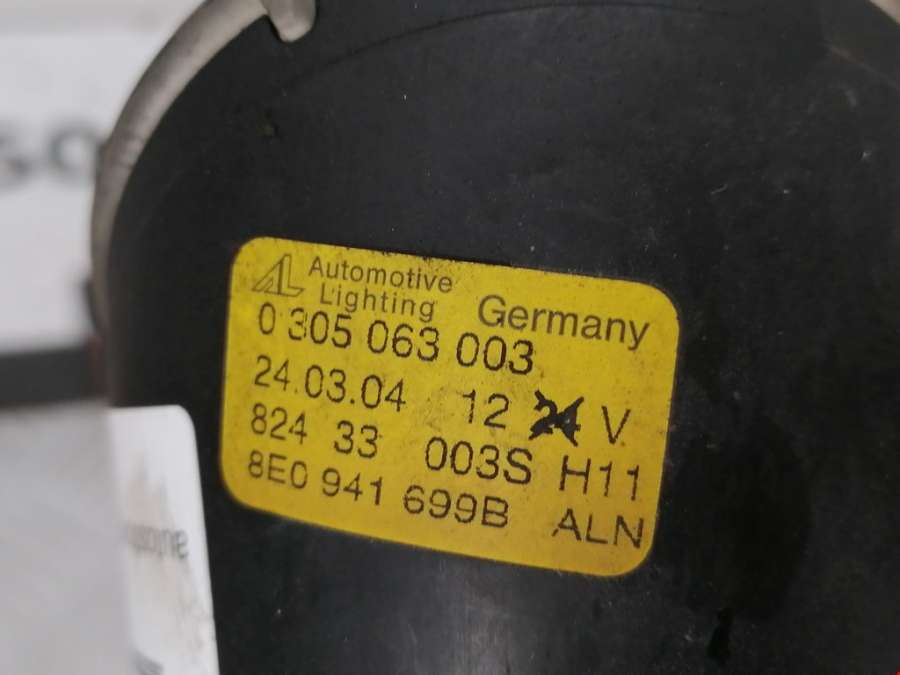 AL Automotive
Lighting Germany
0 305 063 003
24.03.04 12 24 V
824 33 003S H11
8E0 941 699B ALN